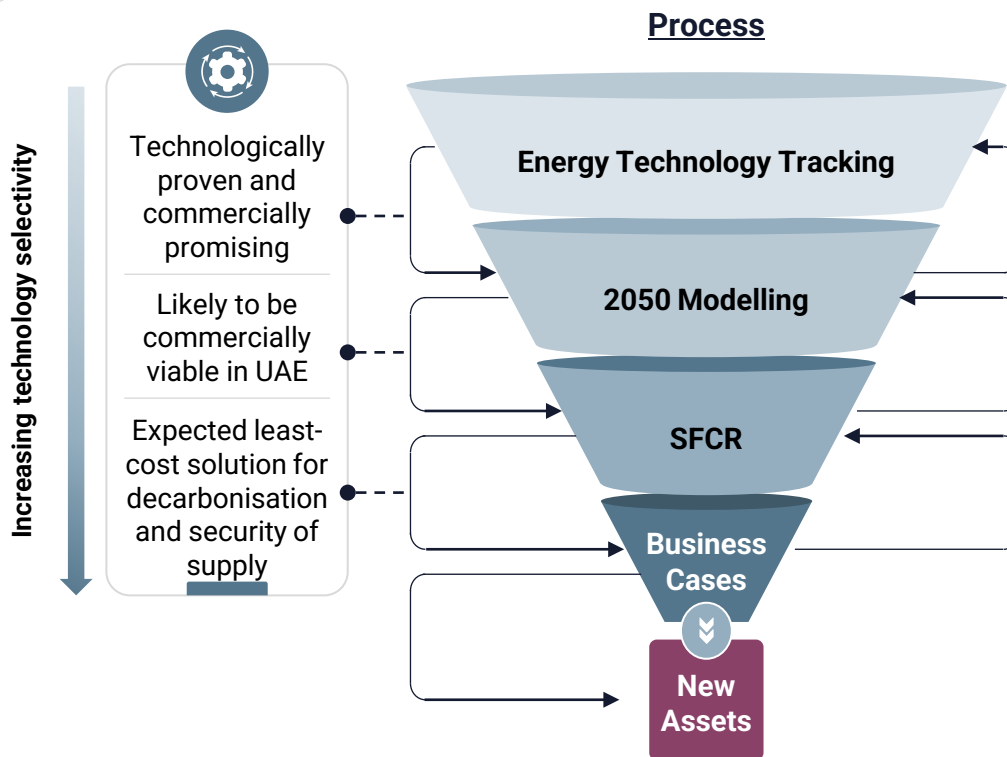 Process
Increasing technology selectivity
Technologically
proven and
commercially
promising
Likely to be
commercially
viable in UAE
Expected least-
cost solution for
decarbonisation
and security of
supply
Energy Technology Tracking
2050 Modelling
SFCR
Business
Cases
New
Assets